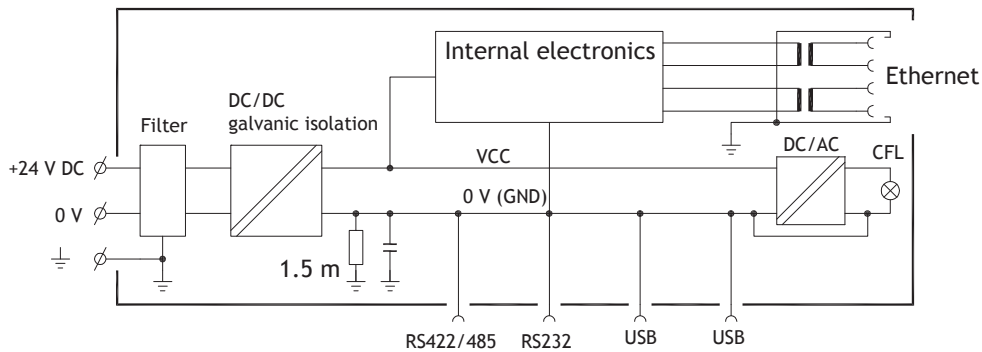 Internal electronics
Ethernet
DC/DC
galvanic isolation
Filter
DC/AC
CFL
+24 V DC
VCC
0 V
0 V (GND)
1.5 m
RS422/485
RS232
USB
USB